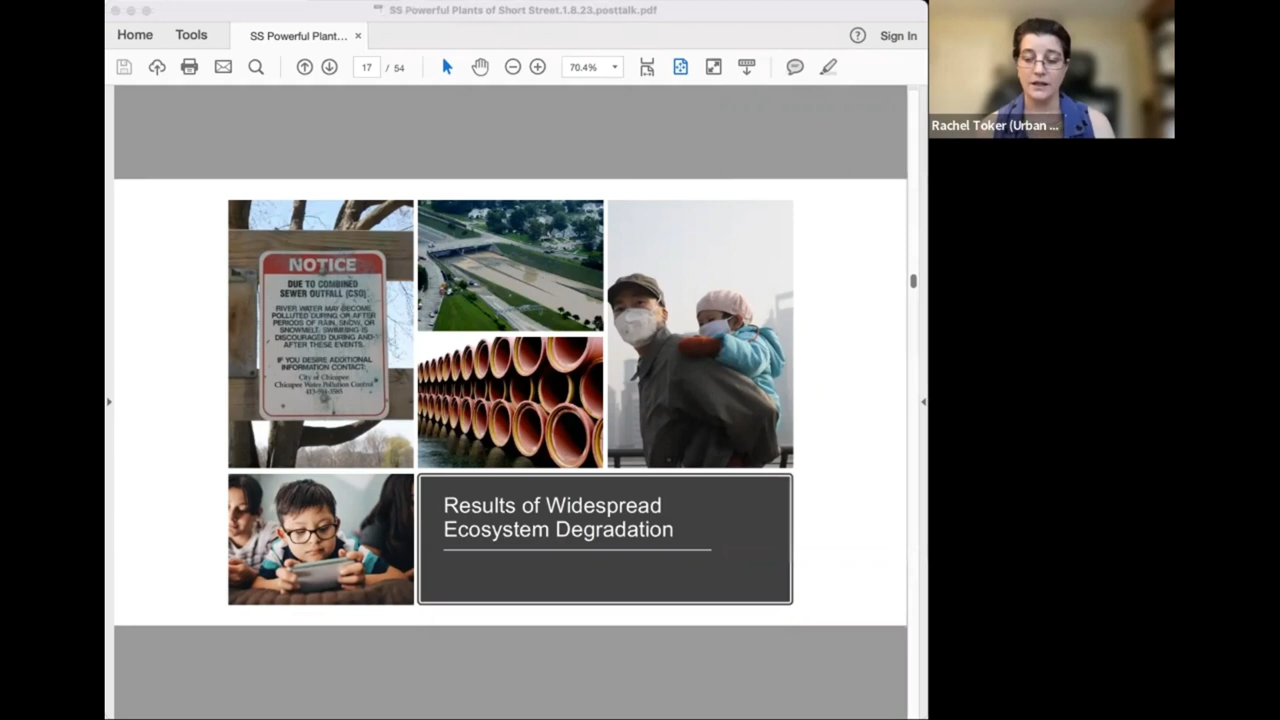 SS Powerful Plants of Short Street.1.8.23.posttalk.pdf
Home
Tools
SS Powerful Plant... ×
? Sign In
17 / 54
70.4%
Rachel Toker (Urban ...
NOTICE
DUE TO COMBINED
SEWER OUTFALL (CSO)
RIVER WATER MAY BECOME
POLLUTED DURING OR AFTER
PERIODS OF RAIN, SNOW, OR
SNOWMELT. SWIMMING IS
DISCOURAGED DURING AND
AFTER THESE EVENTS.
IF YOU DESIRE ADDITIONAL
INFORMATION CONTACT:
City of Chicopee
Chicopee Water Pollution Control
Results of Widespread
Ecosystem Degradation